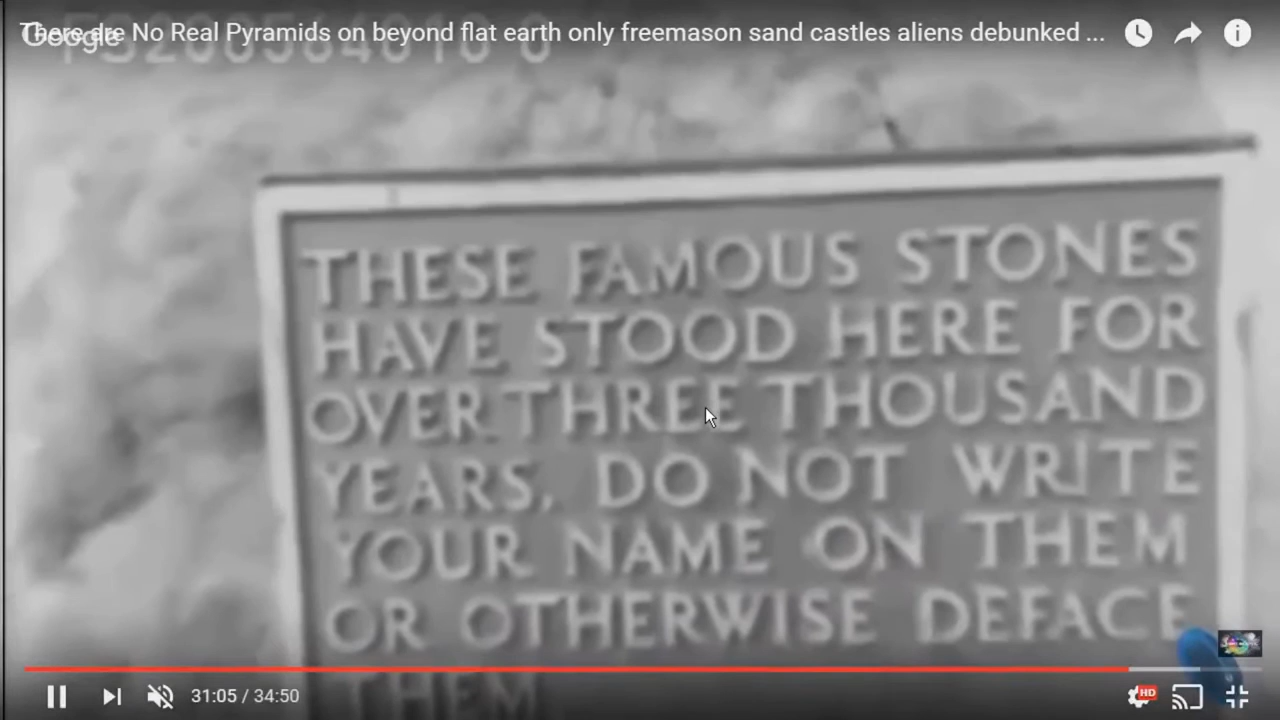 There are No Real Pyramids on beyond flat earth only freemason sand castles aliens debunked ...
Google
THESE FAMOUS STONES
HAVE STOOD HERE FOR
OVER THREE THOUSAND
YEARS. DO NOT WRITE
YOUR NAME ON THEM
OR OTHERWISE DEFACE
THEM
31:05 / 34:50
HD